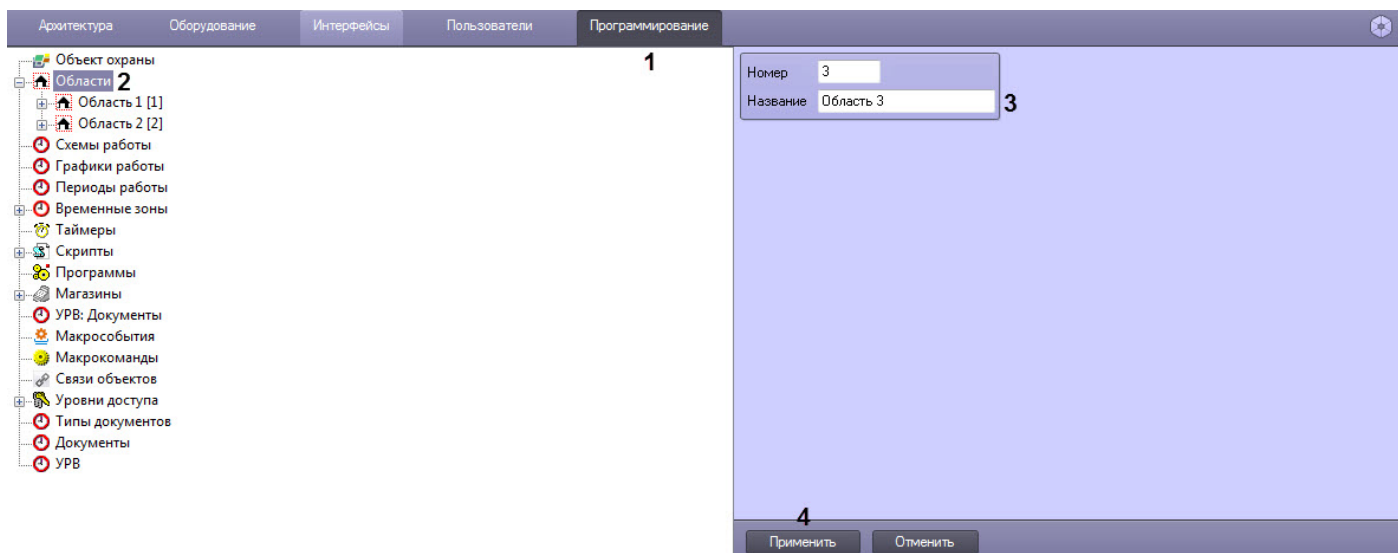 Архитектура Оборудование Интерфейсы Пользователи Программирование
1
Объект охраны
Области 2
Область 1 [1]
Область 2 [2]
Схемы работы
Графики работы
Периоды работы
Временные зоны
Таймеры
Скрипты
Программы
Магазины
УРВ: Документы
Макрособытия
Макрокоманды
Связи объектов
Уровни доступа
Типы документов
Документы
УРВ
Номер 3
Название Область 3 3
4
Применить Отменить